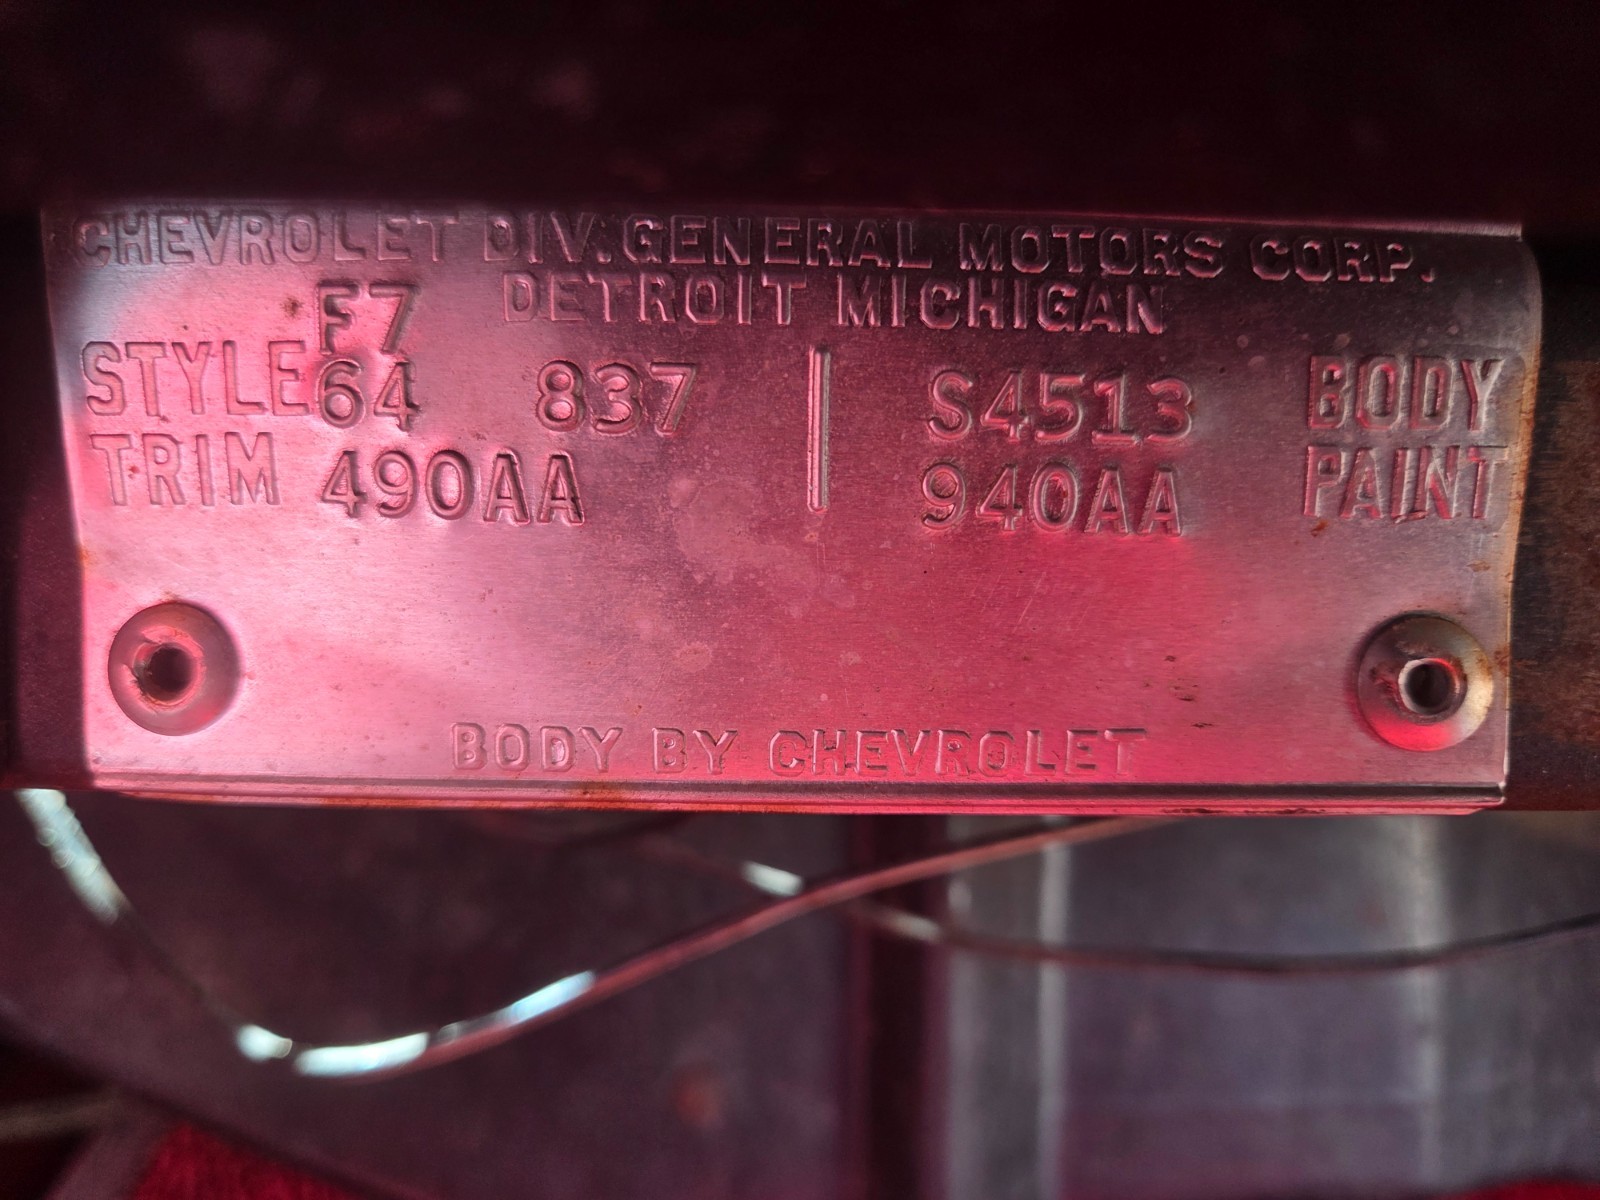 CHEVROLET DIV. GENERAL MOTORS CORP.
F7 DETROIT MICHIGAN
STYLE 64 837 S4513 BODY
TRIM 490AA 940AA PAINT
BODY BY CHEVROLET